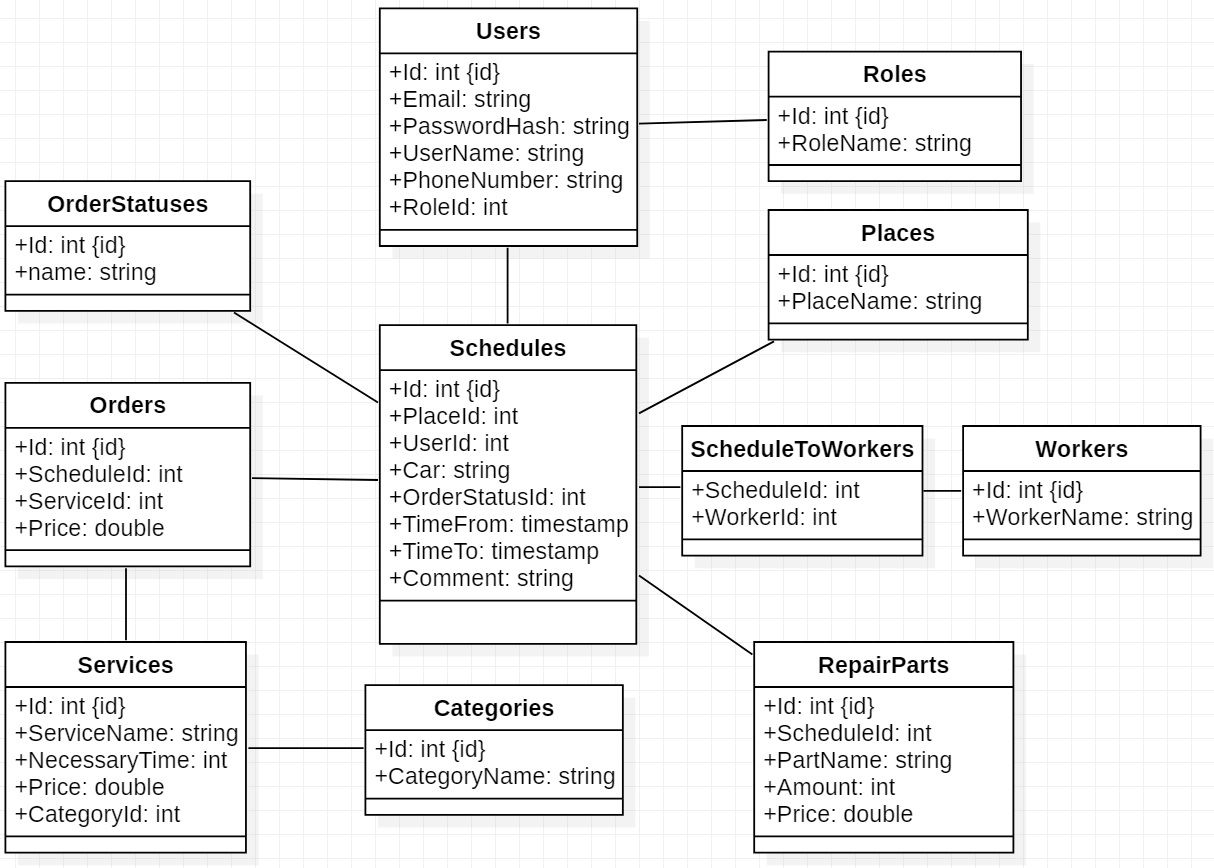 Users
+Id: int {id}
+Email: string
+PasswordHash: string
+UserName: string
+PhoneNumber: string
+RoleId: int
Roles
+Id: int {id}
+RoleName: string
OrderStatuses
+Id: int {id}
+name: string
Places
+Id: int {id}
+PlaceName: string
Schedules
+Id: int {id}
+PlaceId: int
+UserId: int
+Car: string
+OrderStatusId: int
+TimeFrom: timestamp
+TimeTo: timestamp
+Comment: string
Orders
+Id: int {id}
+ScheduleId: int
+ServiceId: int
+Price: double
ScheduleToWorkers
+ScheduleId: int
+WorkerId: int
Workers
+Id: int {id}
+WorkerName: string
Services
+Id: int {id}
+ServiceName: string
+NecessaryTime: int
+Price: double
+CategoryId: int
Categories
+Id: int {id}
+CategoryName: string
RepairParts
+Id: int {id}
+ScheduleId: int
+PartName: string
+Amount: int
+Price: double